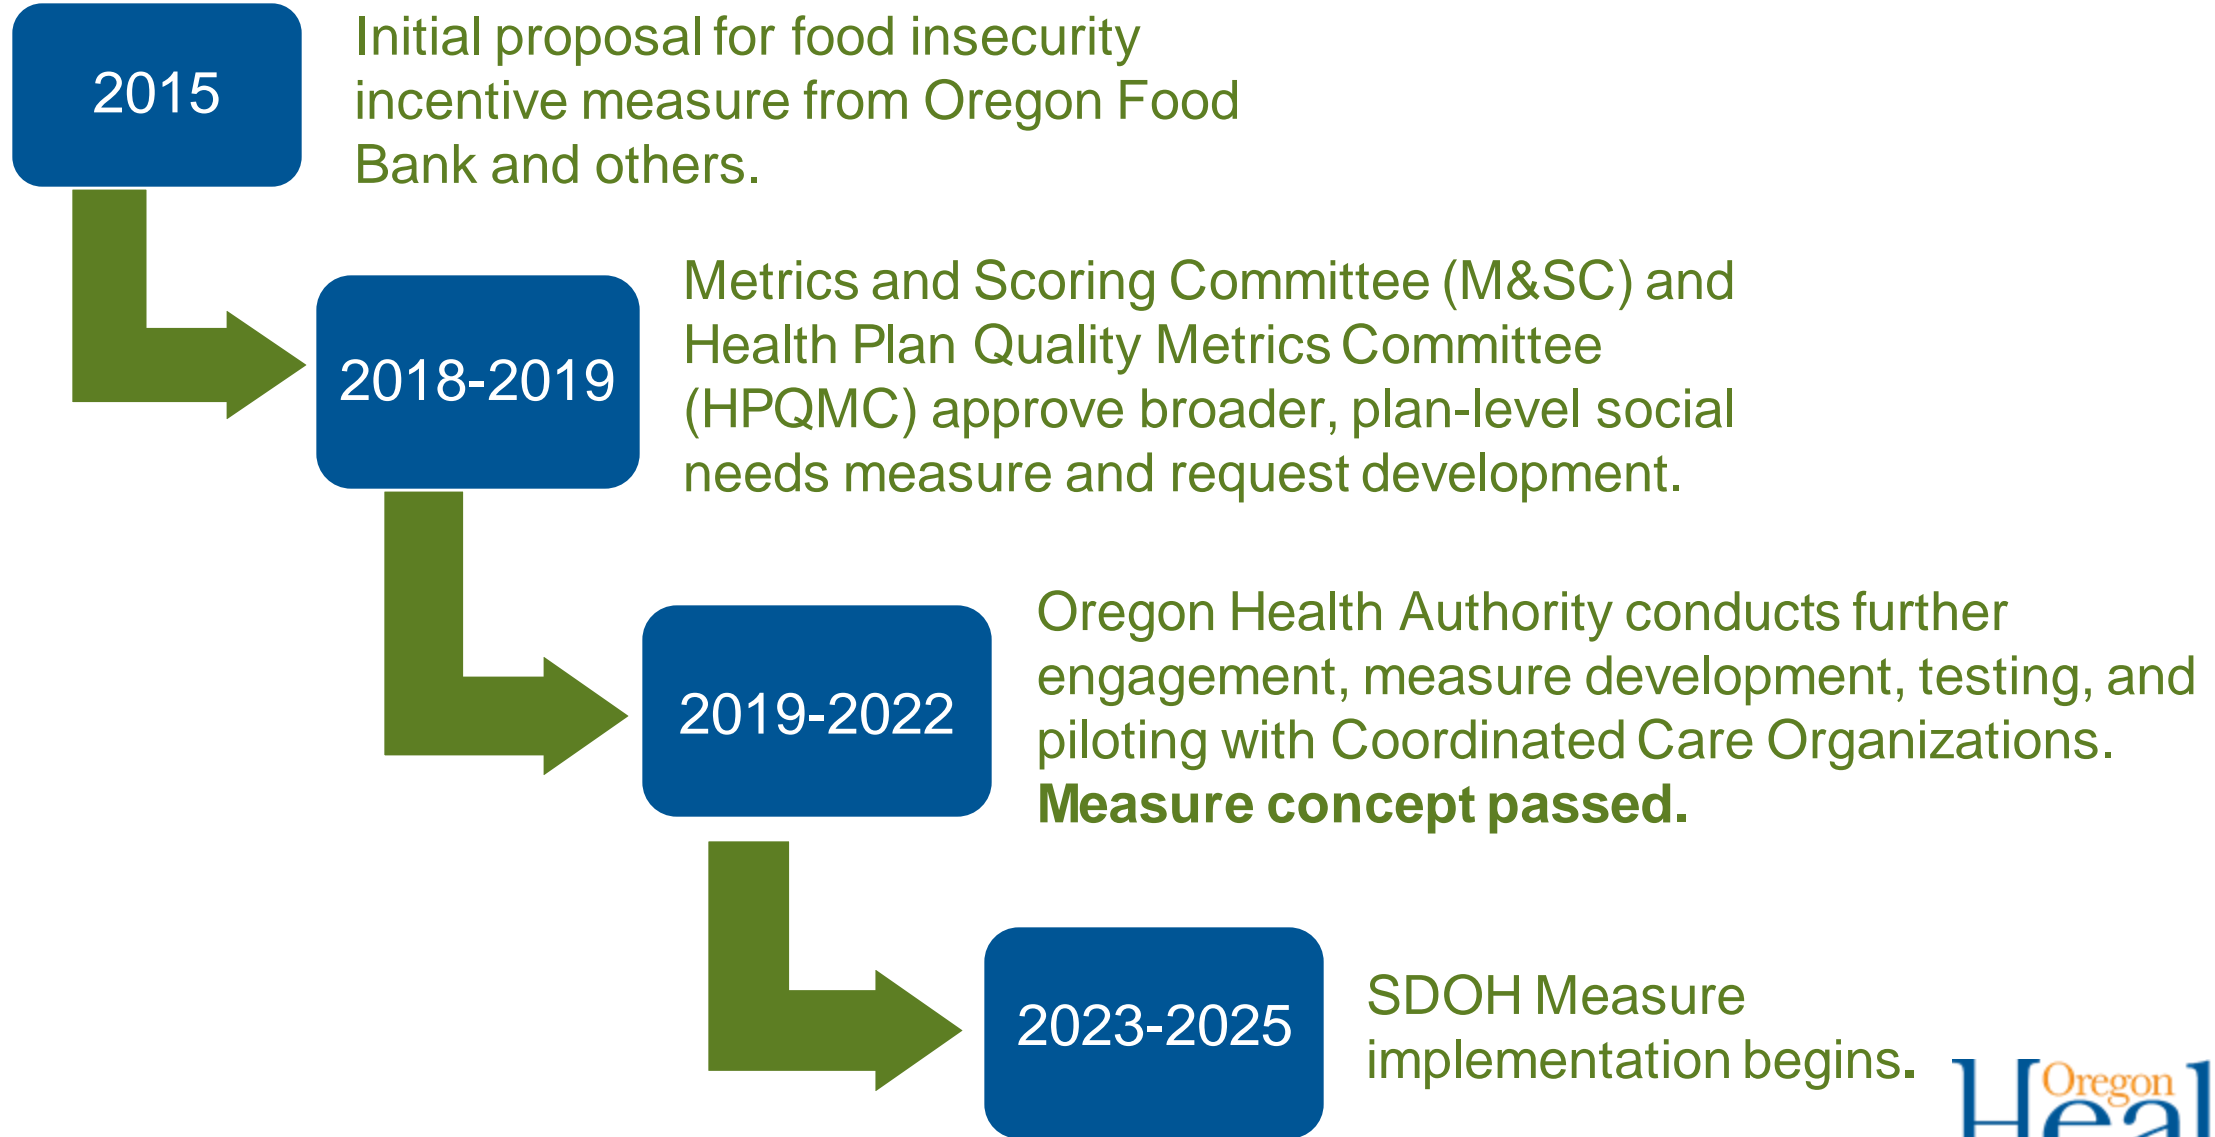 2015
Initial proposal for food insecurity
incentive measure from Oregon Food
Bank and others.
2018-2019
Metrics and Scoring Committee (M&SC) and
Health Plan Quality Metrics Committee
(HPQMC) approve broader, plan-level social
needs measure and request development.
2019-2022
Oregon Health Authority conducts further
engagement, measure development, testing, and
piloting with Coordinated Care Organizations.
Measure concept passed.
2023-2025
SDOH Measure
implementation begins.
Oregon